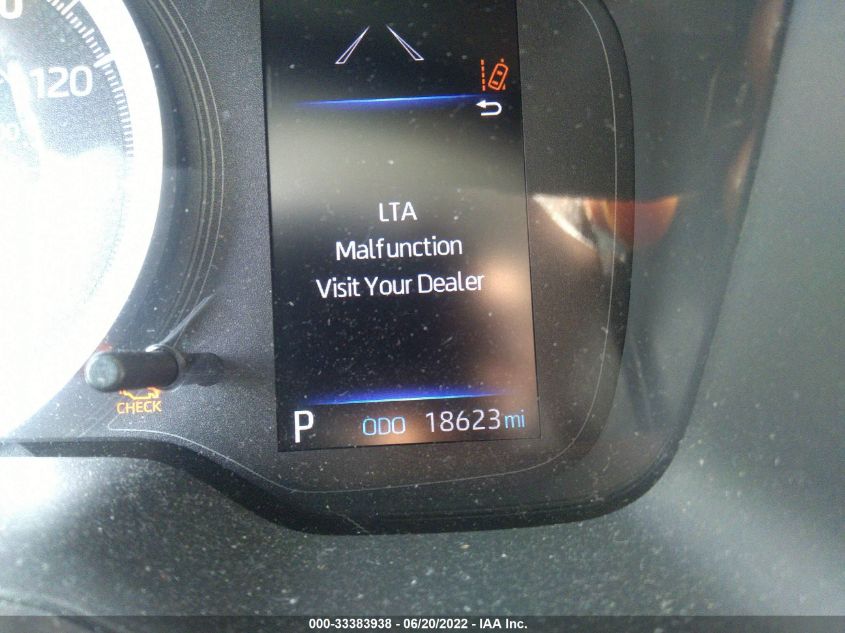 120
LTA
Malfunction
Visit Your Dealer
CHECK
P ODO 18623 mi
000-33383938 - 06/20/2022 - IAA Inc.